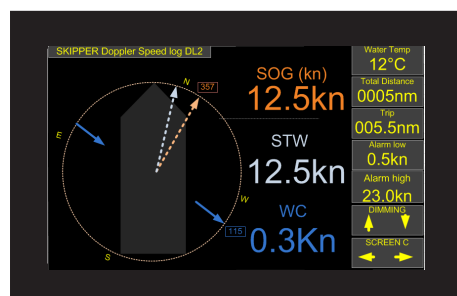 SKIPPER Doppler Speed log DL2
N
357
E
W
115
S
SOG (kn)
12.5kn
STW
12.5kn
WC
0.3Kn
Water Temp
12°C
Total Distance
0005nm
Trip
005.5nm
Alarm low
0.5kn
Alarm high
23.0kn
DIMMING
SCREEN C